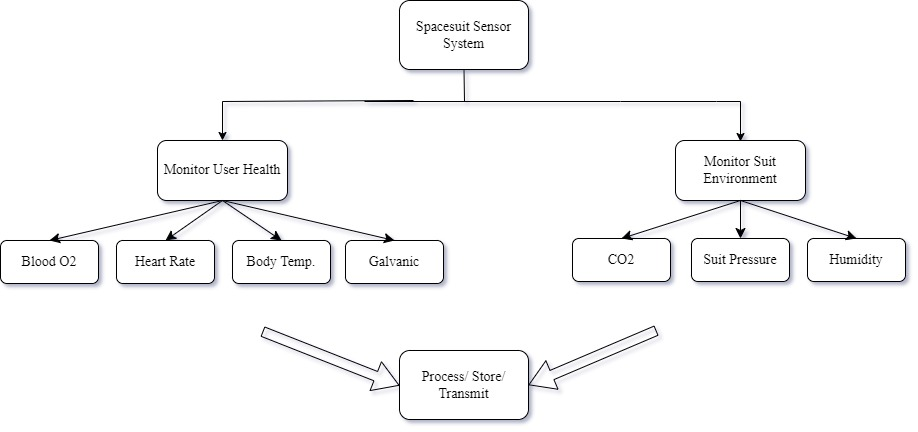 Spacesuit Sensor
System
Monitor User Health
Monitor Suit
Environment
Blood O2
Heart Rate
Body Temp.
Galvanic
CO2
Suit Pressure
Humidity
Process/ Store/
Transmit